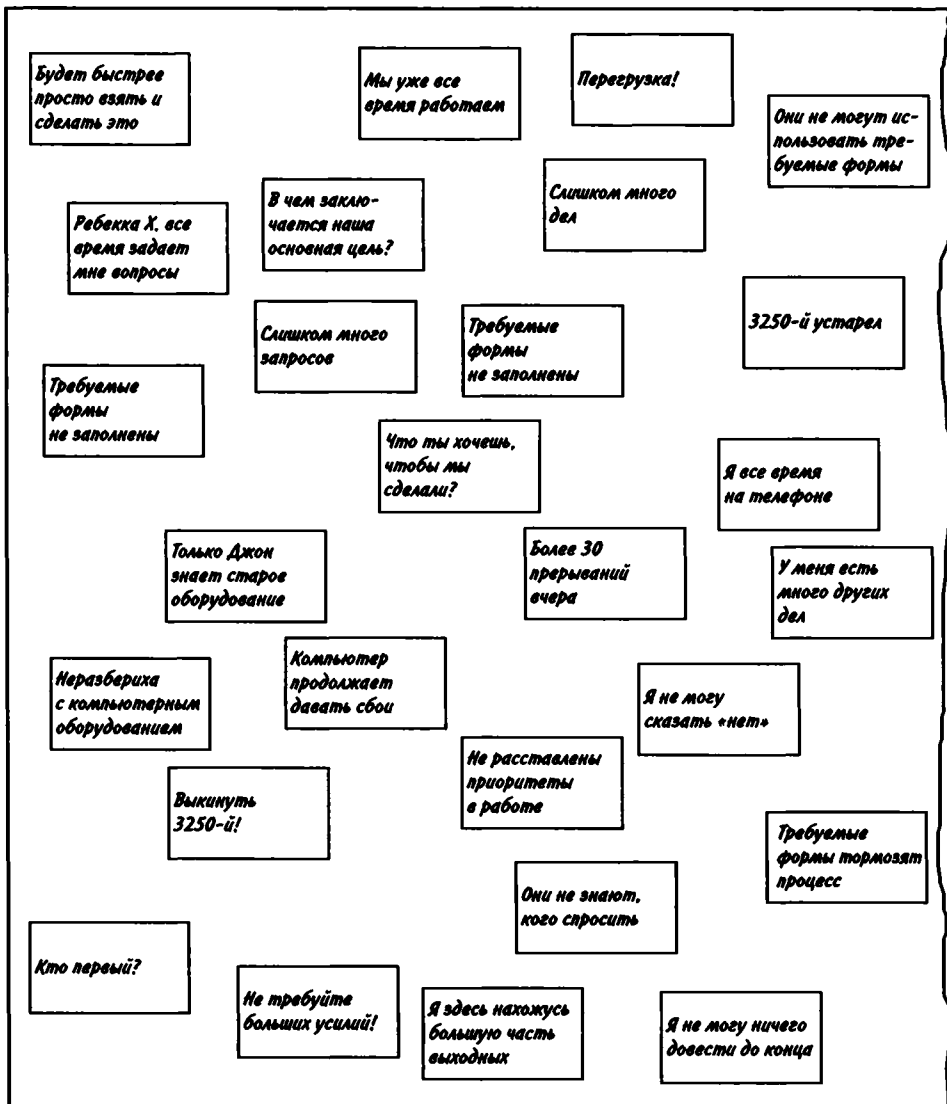 Будет быстрее
просто взять и
сделать это
Мы уже все
время работаем
Перегрузка!
Они не могут ис-
пользовать тре-
буемые формы
Ребекка Х. все
время задает
мне вопросы
В чем заклю-
чается наша
основная цель?
Слишком много
дел
3250-й устарел
Слишком много
запросов
Требуемые
формы
не заполнены
Требуемые
формы
не заполнены
Что ты хочешь,
чтобы мы
сделали?
Я все время
на телефоне
Только Джон
знает старое
оборудование
Более 30
прерываний
вчера
У меня есть
много других
дел
Неразбериха
с компьютерным
оборудованием
Компьютер
продолжает
давать сбои
Я не могу
сказать «нет»
Не расставлены
приоритеты
в работе
Выкинуть
3250-й!
Требуемые
формы тормозят
процесс
Они не знают,
кого спросить
Кто первый?
Не требуйте
больших усилий!
Я здесь нахожусь
большую часть
выходных
Я не могу ничего
довести до конца